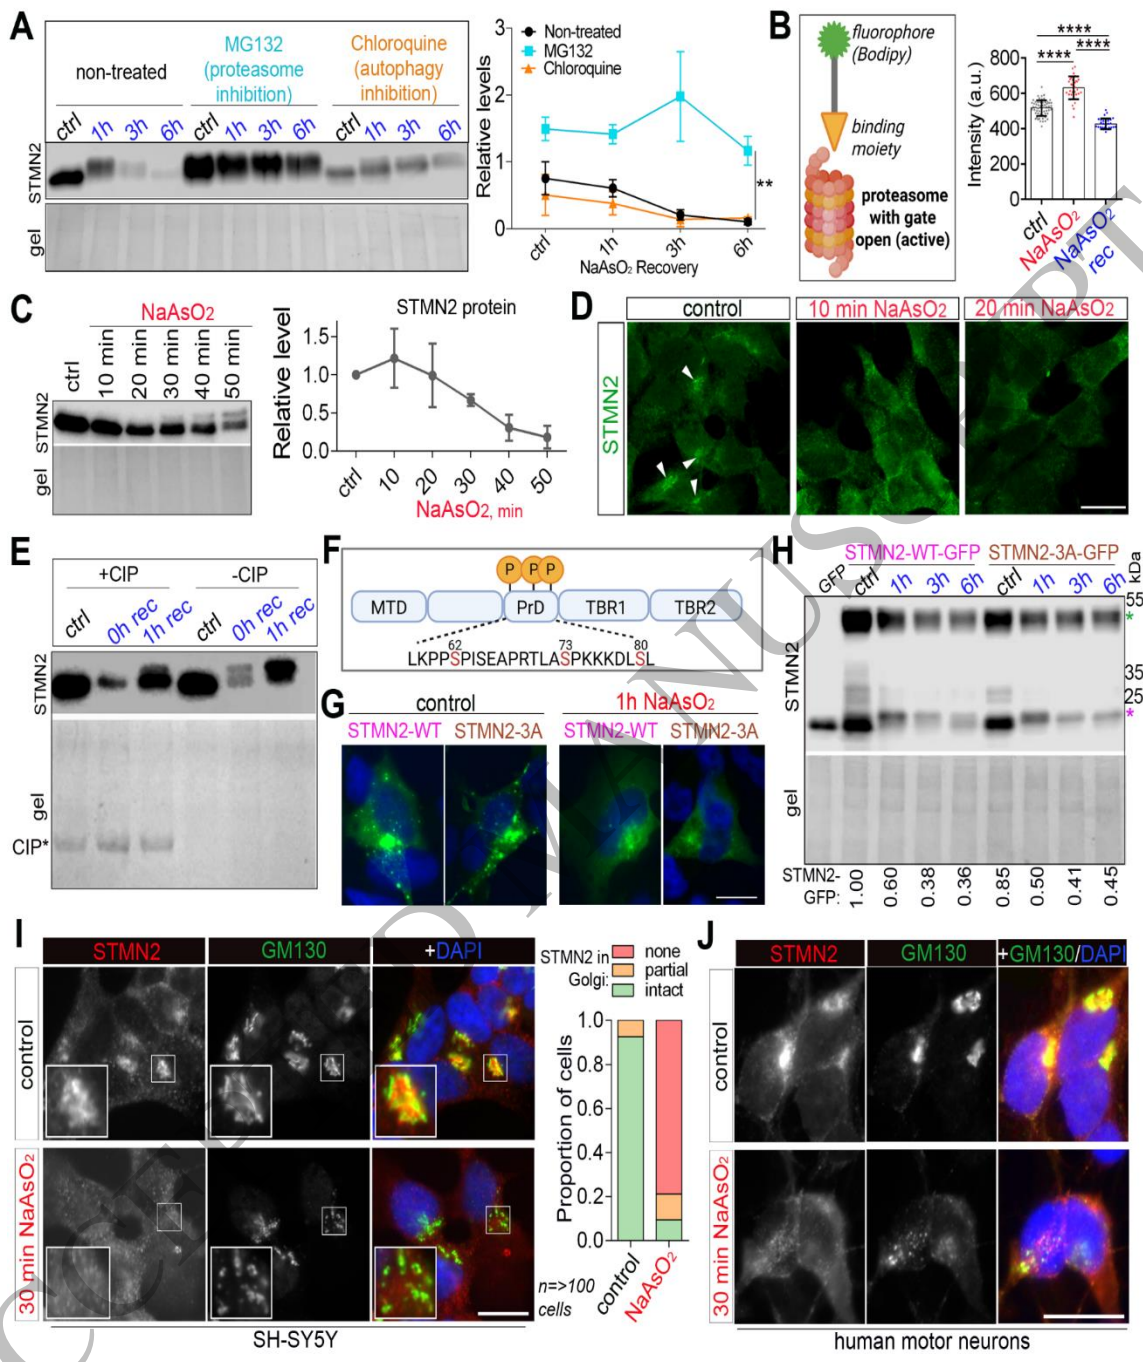 A
non-treated
MG132
(proteasome
inhibition)
Chloroquine
(autophagy
inhibition)
ctrl
1h
3h
6h
ctrl
1h
3h
6h
ctrl
1h
3h
6h
STMN2
gel
Non-treated
MG132
Chloroquine
Relative levels
3
2
1
0
ctrl
1h
3h
6h
**
NaAsO2 Recovery
B
fluorophore
(Bodipy)
binding
moiety
proteasome
with gate
open (active)
****
****
****
Intensity (a.u.)
800
600
400
200
0
ctrl
NaAsO2
NaAsO2
rec
C
NaAsO2
ctrl
10 min
20 min
30 min
40 min
50 min
STMN2
gel
STMN2 protein
Relative level
1.5
1.0
0.5
0.0
ctrl
10
20
30
40
50
NaAsO2, min
D
control
10 min NaAsO2
20 min NaAsO2
STMN2
E
+CIP
-CIP
ctrl
0h rec
1h rec
ctrl
0h rec
1h rec
STMN2
gel
CIP*
F
P
P
P
MTD
PrD
TBR1
TBR2
62
73
80
LKPPSPISEAPRTLASPKKKDLSL
G
control
1h NaAsO2
STMN2-WT
STMN2-3A
STMN2-WT
STMN2-3A
H
STMN2-WT-GFP
STMN2-3A-GFP
GFP
Ctrl
1h
3h
6h
Ctrl
1h
3h
6h
kDa
55
*
35
25
*
STMN2
gel
STMN2-
GFP:
1.00
0.60
0.38
0.36
0.85
0.50
0.41
0.45
I
STMN2
GM130
+DAPI
control
30 min NaAsO2
SH-SY5Y
STMN2 in
Golgi:
none
partial
intact
Proportion of cells
1.0
0.8
0.6
0.4
0.2
0
control
NaAsO2
n=>100
cells
J
STMN2
GM130
+GM130/DAPI
control
30 min NaAsO2
human motor neurons